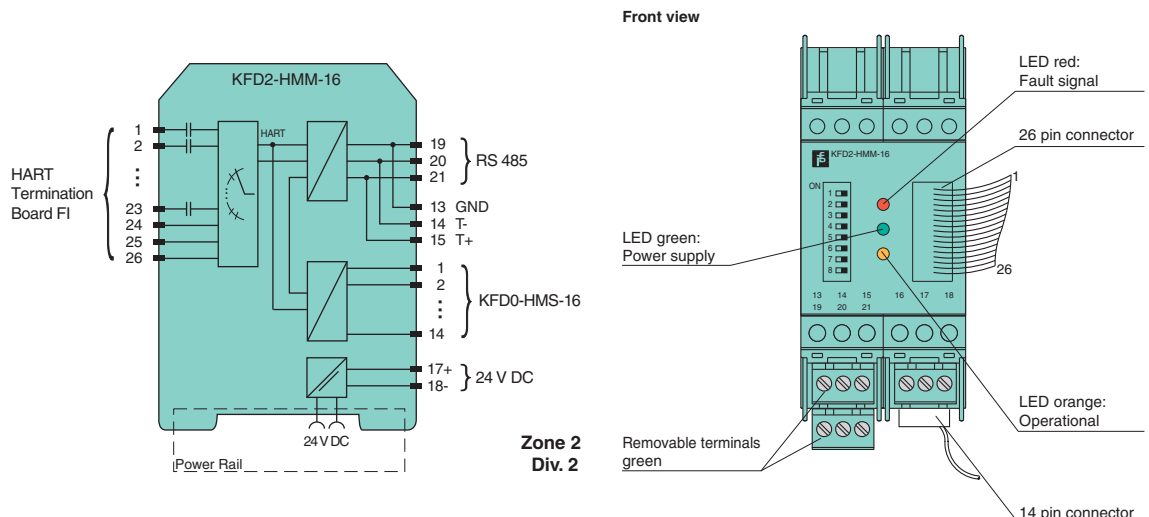 Front view
KFD2-HMM-16
HART
Termination
Board FI
1
2
23
24
25
26
HART
19
20
21
RS 485
13 GND
14 T-
15 T+
1
2
14
KFD0-HMS-16
17+
18-
24 V DC
24V DC
Power Rail
Zone 2
Div. 2
LED red:
Fault signal
26 pin connector
KFD2-HMM-16
ON
1
2
3
4
5
6
7
8
1
26
LED green:
Power supply
13 14 15 16 17 18
19 20 21
LED orange:
Operational
Removable terminals
green
14 pin connector